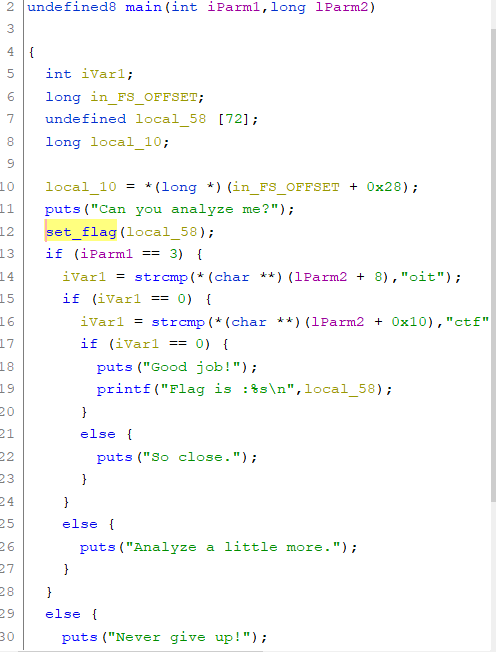 2 undefined8 main(int iParm1,long lParm2)
3
4 {
5 int iVar1;
6 long in_FS_OFFSET;
7 undefined local_58 [72];
8 long local_10;
9
10 local_10 = *(long *)(in_FS_OFFSET + 0x28);
11 puts("Can you analyze me?");
12 set_flag(local_58);
13 if (iParm1 == 3) {
14 iVar1 = strcmp(*(char **)(lParm2 + 8),"oit");
15 if (iVar1 == 0) {
16 iVar1 = strcmp(*(char **)(lParm2 + 0x10),"ctf"
17 if (iVar1 == 0) {
18 puts("Good job!");
19 printf("Flag is :%s\n",local_58);
20 }
21 else {
22 puts("So close.");
23 }
24 }
25 else {
26 puts("Analyze a little more.");
27 }
28 }
29 else {
30 puts("Never give up!");